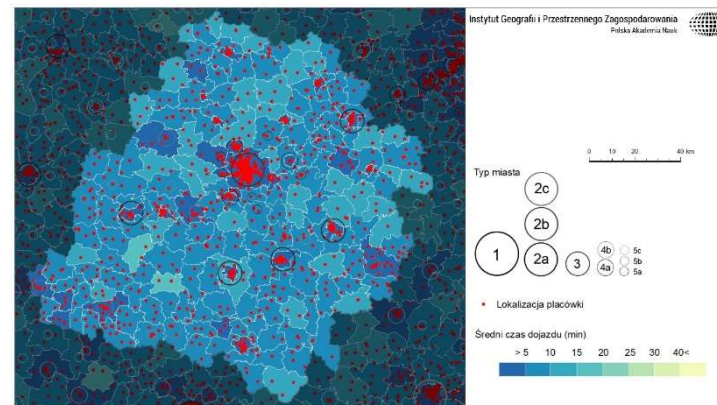 Instytut Geografii i Przestrzennego Zagospodarowania
Polska Akademia Nauk
0 20 40 km
Typ miasta
2c
2b
1 2a 3
4b
4a
5c
5b
5a
Lokalizacja placówki
Średni czas dojazdu (min)
> 5 10 15 20 25 30 40<